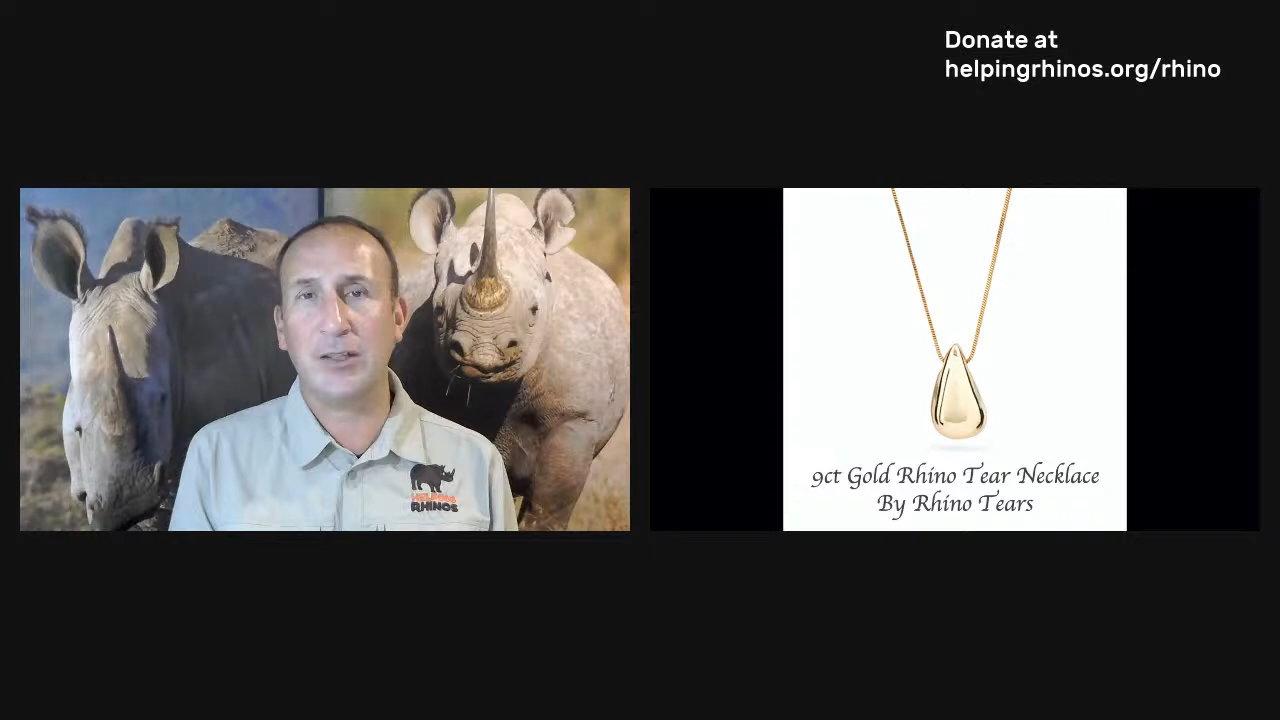 Donate at
helpingrhinos.org/rhino
HELPING
RHINOS
9ct Gold Rhino Tear Necklace
By Rhino Tears